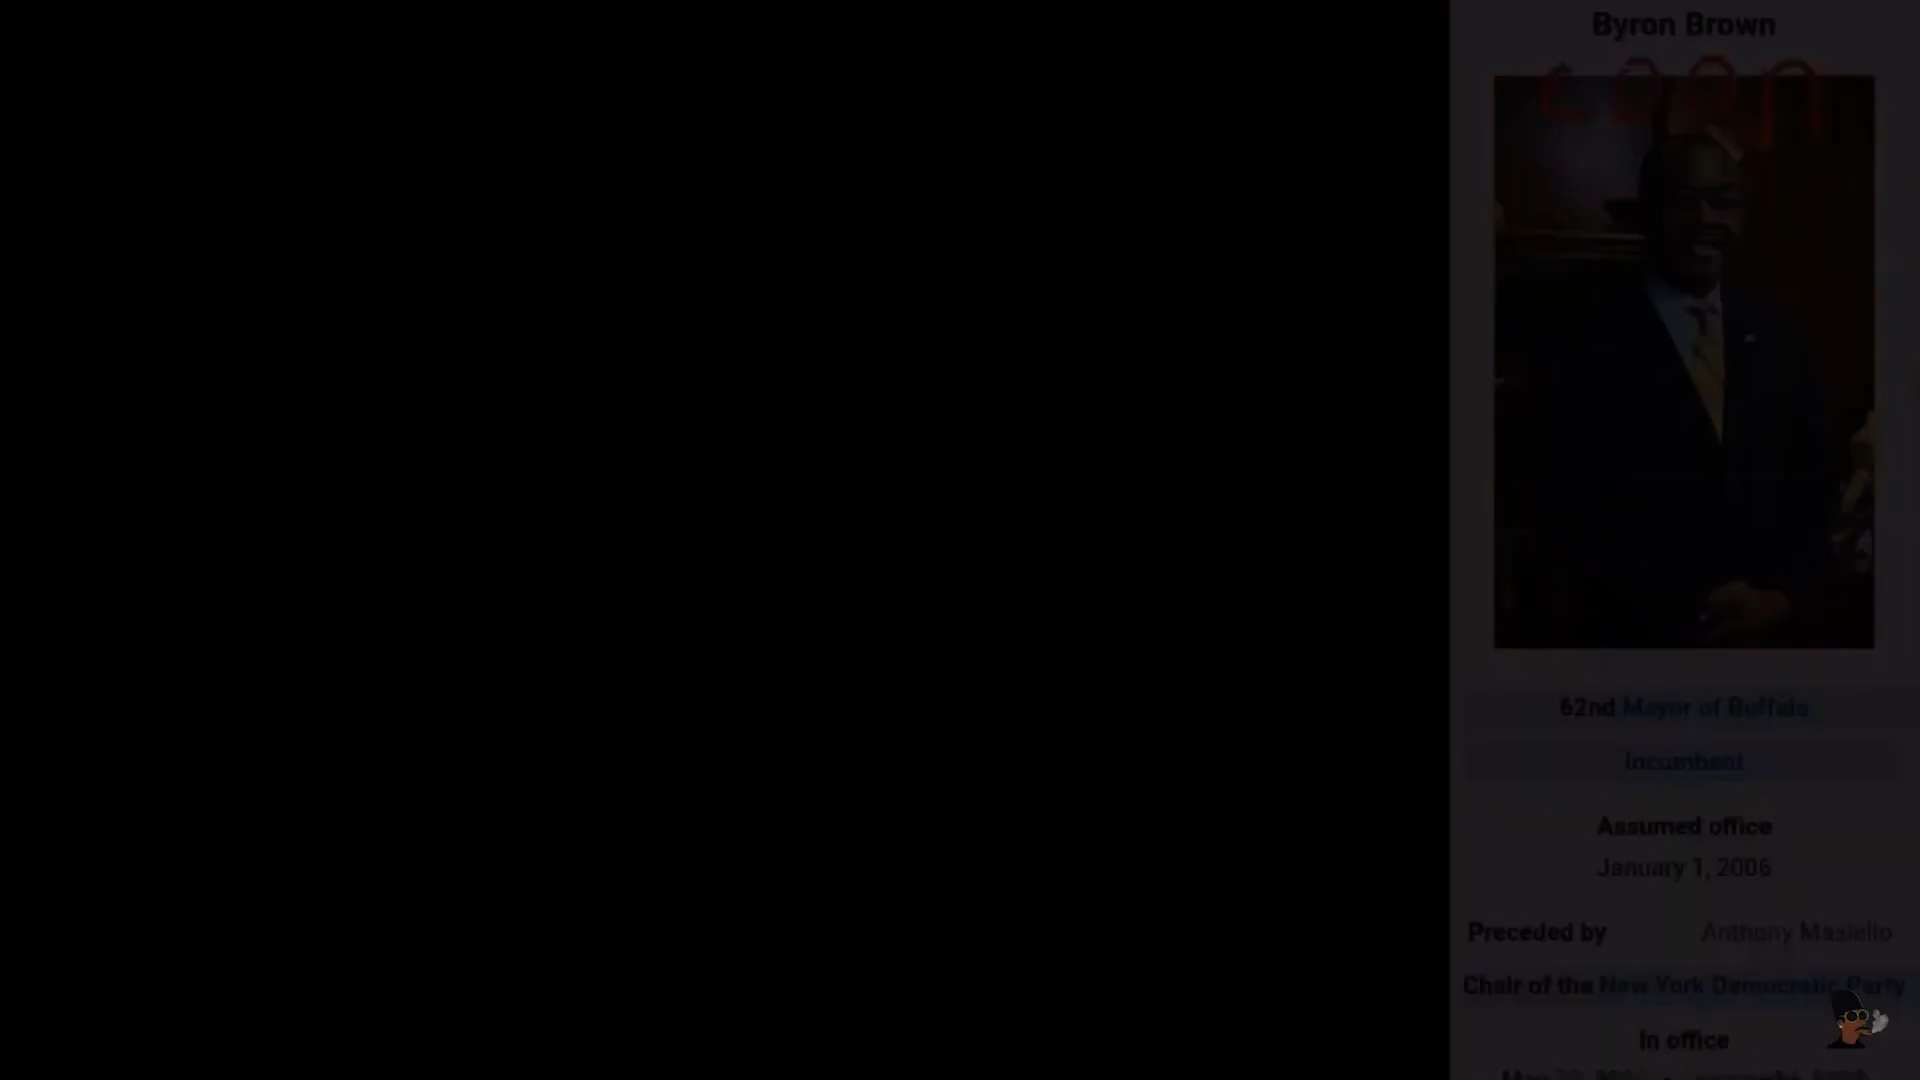 Byron Brown
coon
62nd Mayor of Buffalo
Incumbent
Assumed office
January 1, 2006
Preceded by Anthony Masiello
Chair of the New York Democratic Party
In office